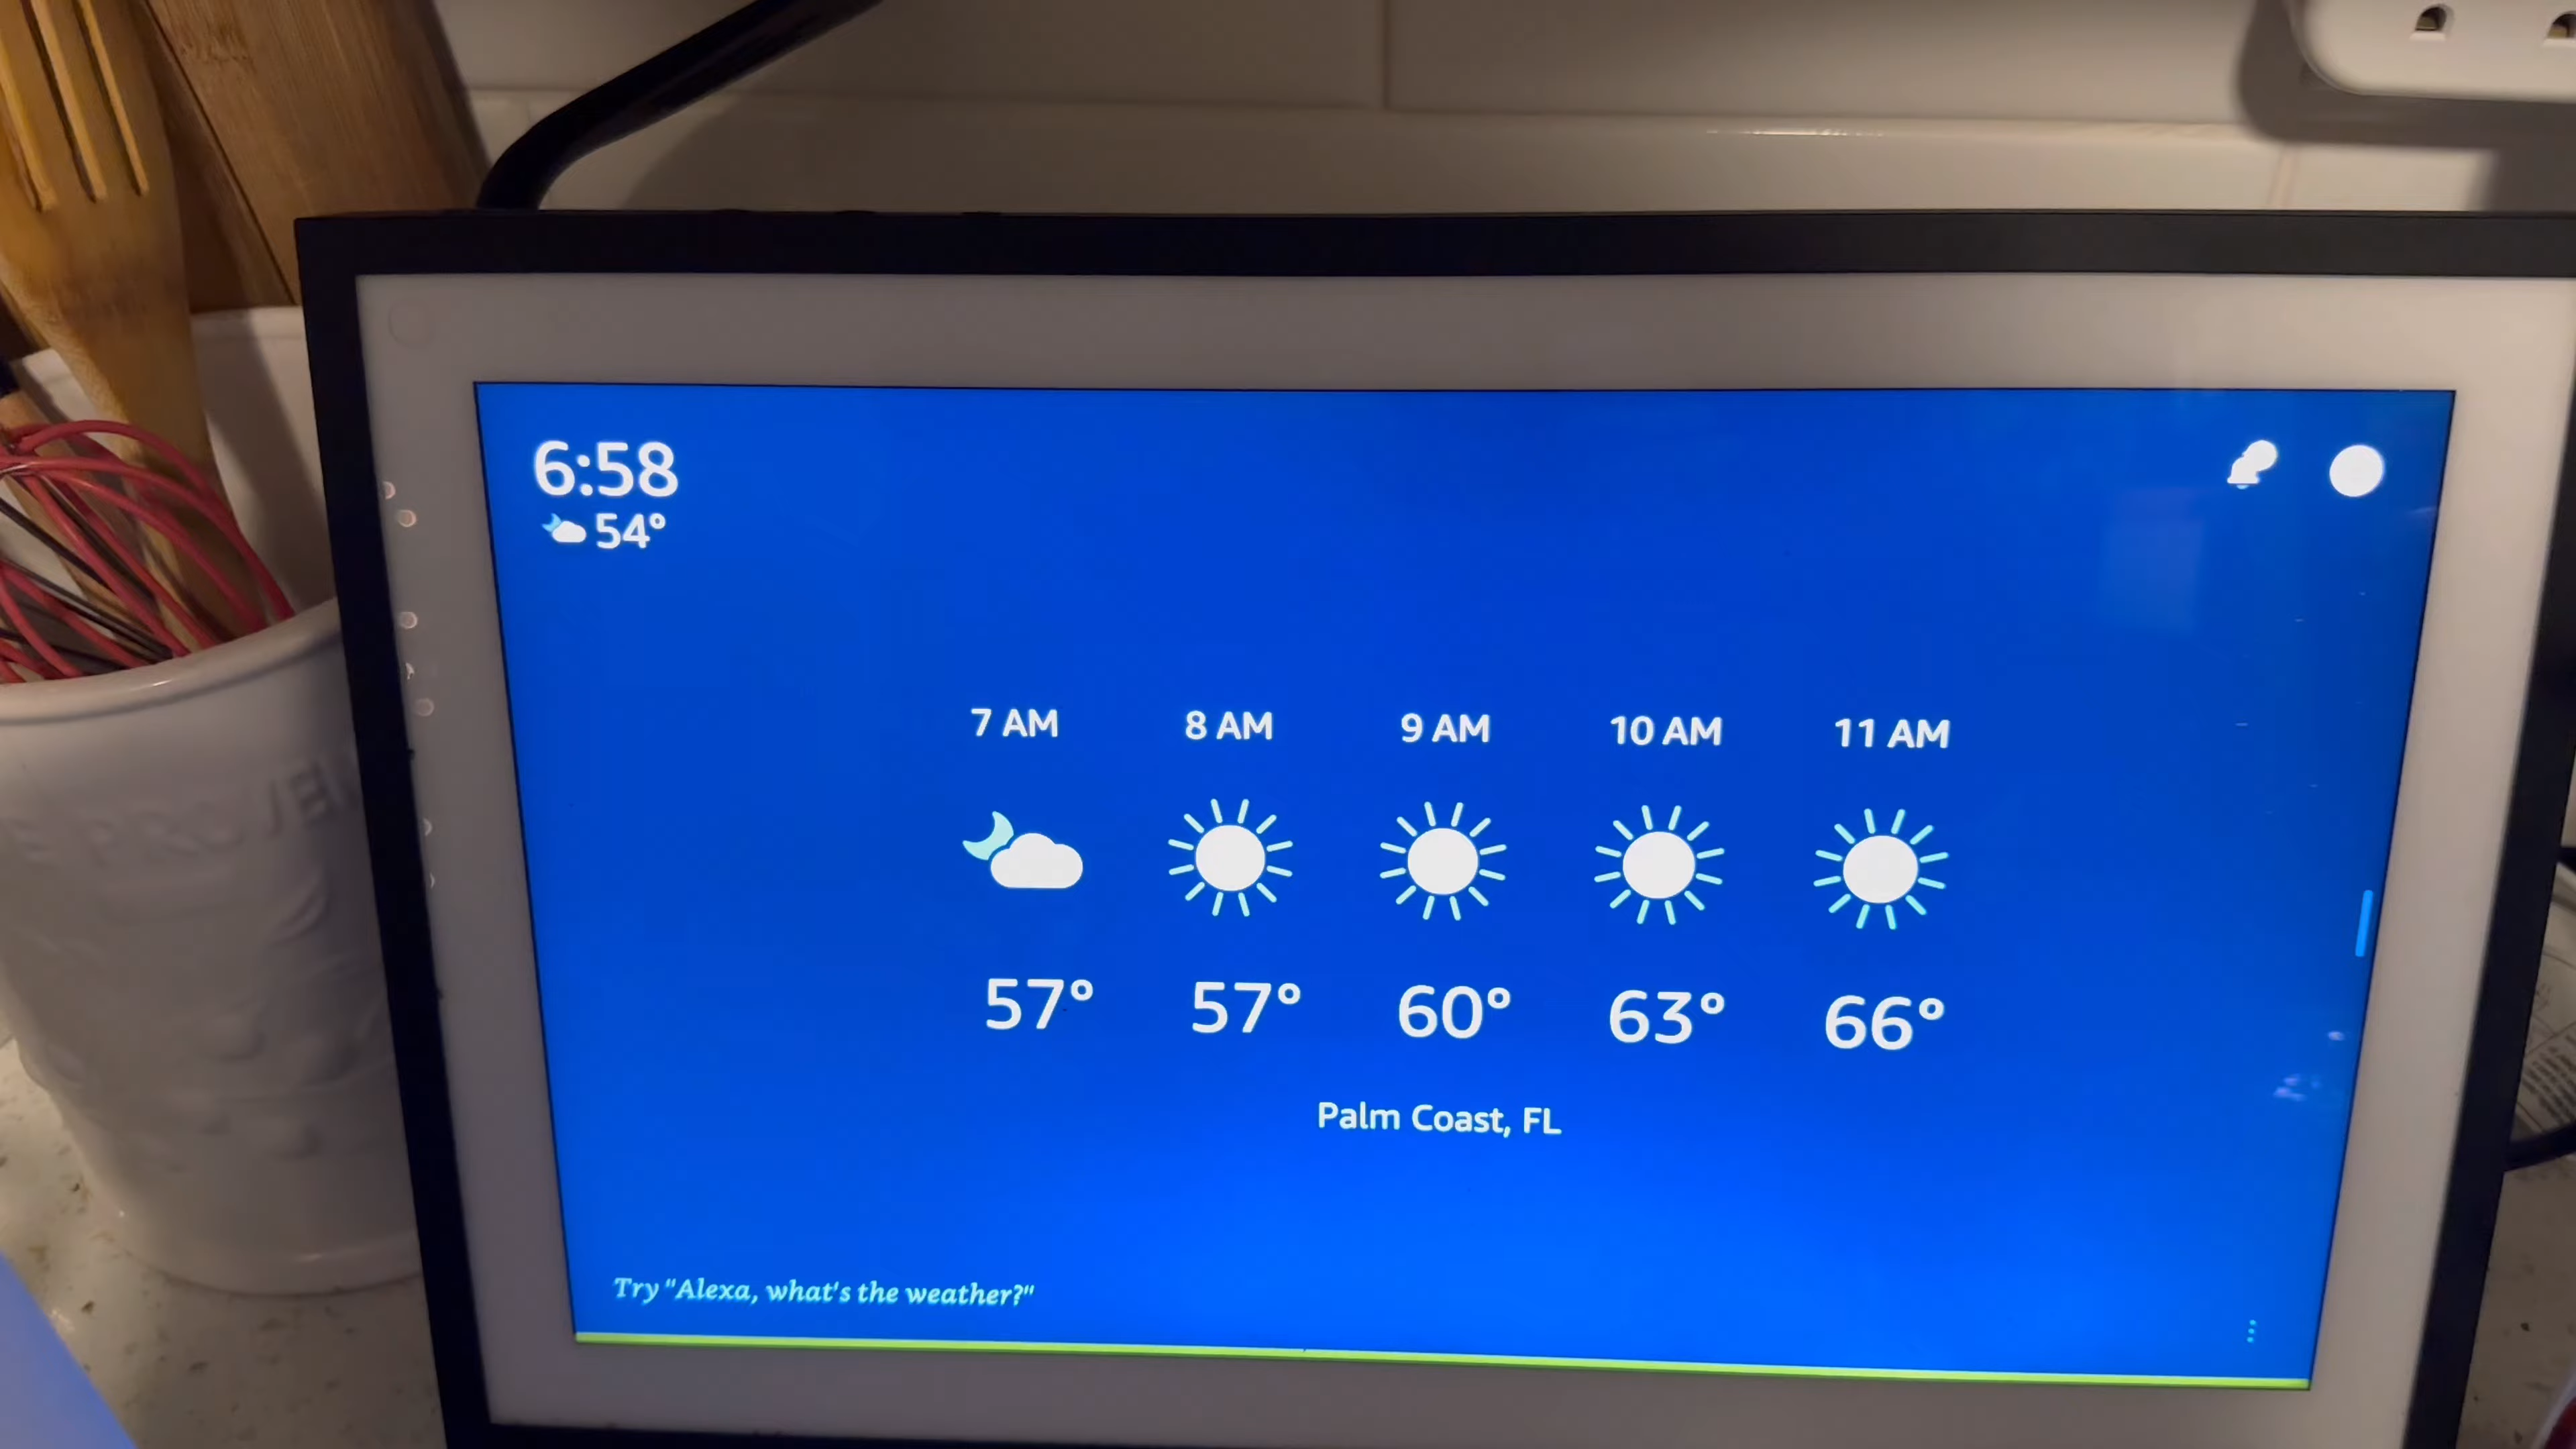 6:58
54°
7 AM 8 AM 9 AM 10 AM 11 AM
57° 57° 60° 63° 66°
Palm Coast, FL
Try "Alexa, what's the weather?"